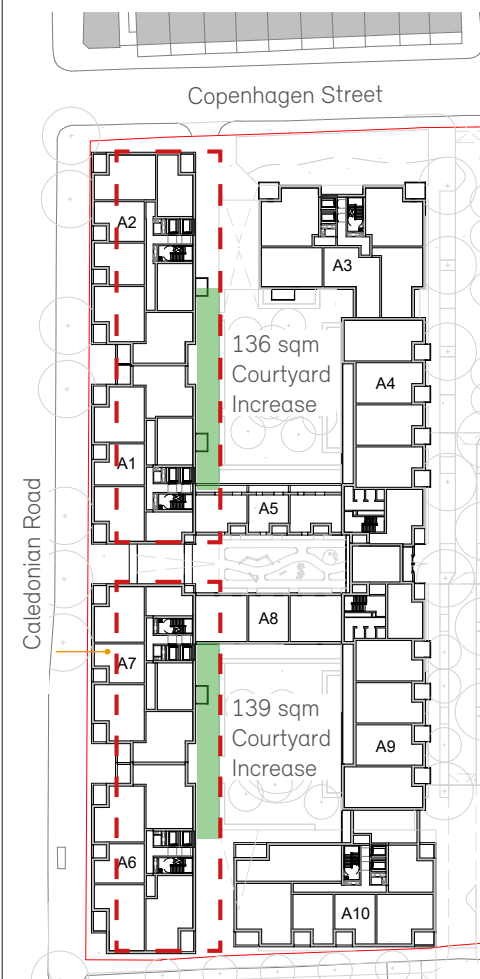 Copenhagen Street
A2
A3
136 sqm
Courtyard
Increase
A4
A1
A5
Caledonian Road
A8
A7
139 sqm
Courtyard
Increase
A9
A6
A10